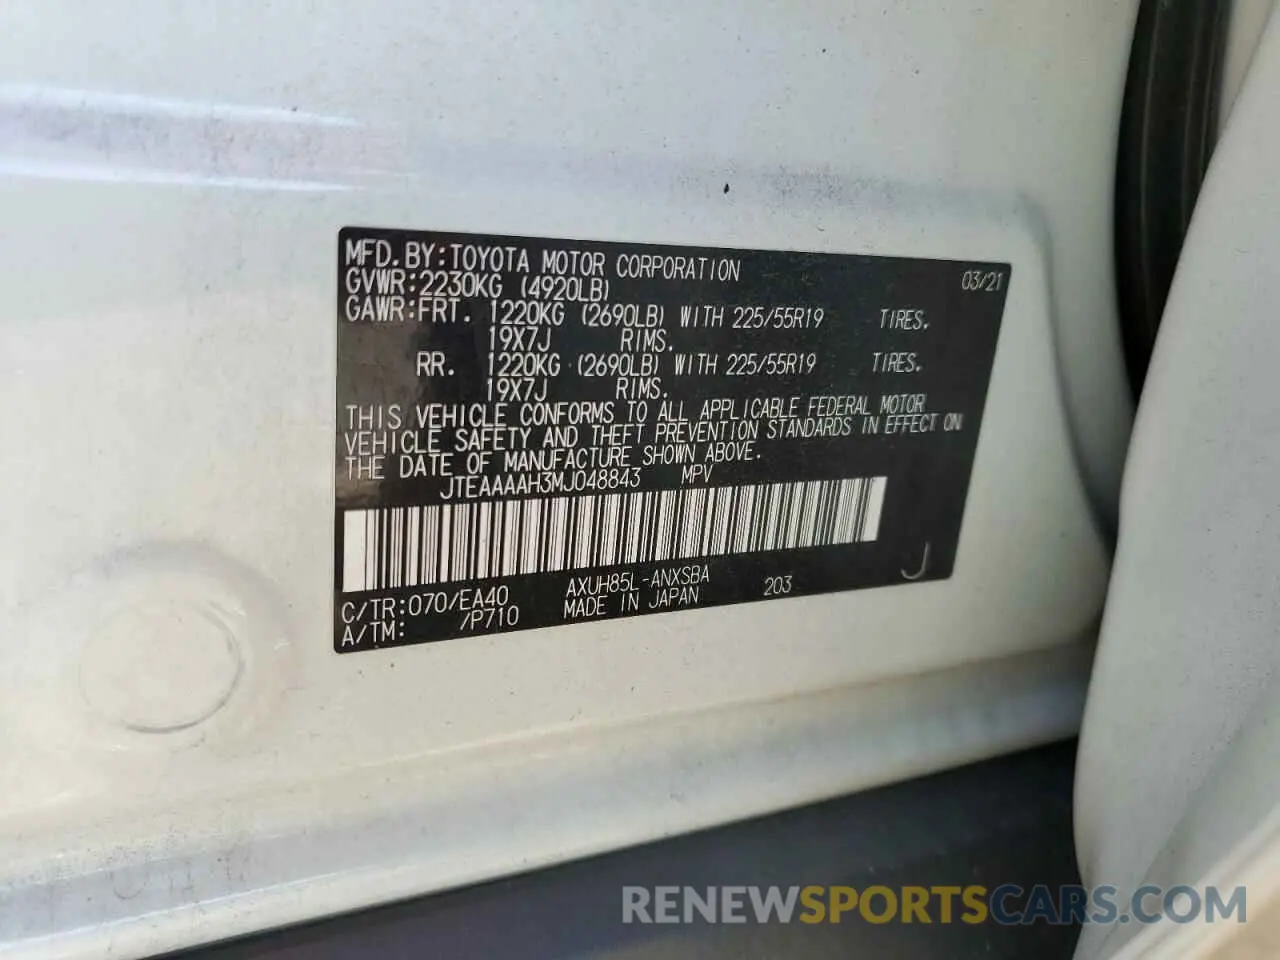 MFD.BY:TOYOTA MOTOR CORPORATION 03/21
GVWR:2230KG (4920LB)
GAWR:FRT. 1220KG (2690LB) WITH 225/55R19 TIRES.
19X7J RIMS.
RR. 1220KG (2690LB) WITH 225/55R19 TIRES.
19X7J RIMS.
THIS VEHICLE CONFORMS TO ALL APPLICABLE FEDERAL MOTOR
VEHICLE SAFETY AND THEFT PREVENTION STANDARDS IN EFFECT ON
THE DATE OF MANUFACTURE SHOWN ABOVE.
JTEAAAAH3MJ048843 MPV
C/TR:070/EA40 AXUH85L-ANXSBA 203 J
A/TM: /P710 MADE IN JAPAN
RENEWSPORTSCARS.COM